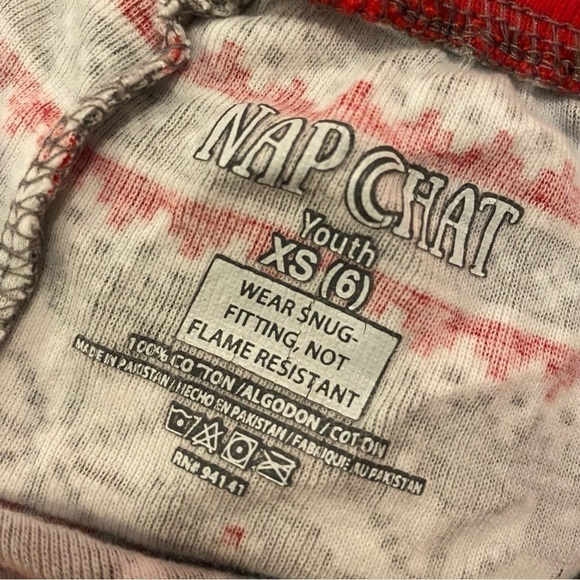 NAP CHAT
Youth
XS (6)
WEAR SNUG-
FITTING, NOT
FLAME RESISTANT
100% COTTON /ALGODON / COTON
MADE IN PAKISTAN / HECHO EN PAKISTAN / FABRIQUE AU PAKISTAN
RN# 94141